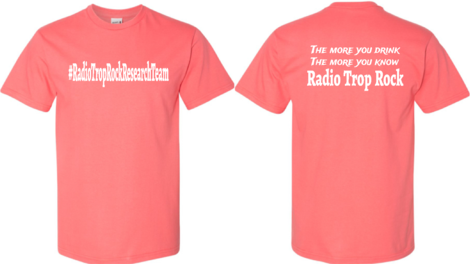 #RadioTropRockResearchTeam
The more you drink
The more you know
Radio Trop Rock